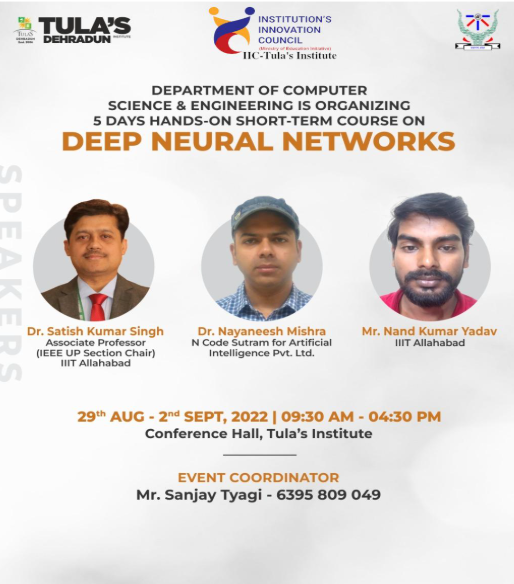 TULA'S
DEHRADUN
INSTITUTE
TULA'S
DEHRADUN
INSTITUTION'S
INNOVATION
COUNCIL
(Ministry of Education Initiative)
IIC-Tula's Institute
DEPARTMENT OF COMPUTER
SCIENCE & ENGINEERING IS ORGANIZING
5 DAYS HANDS-ON SHORT-TERM COURSE ON
DEEP NEURAL NETWORKS
SPEAKERS
Dr. Satish Kumar Singh
Associate Professor
(IEEE UP Section Chair)
IIIT Allahabad
Dr. Nayaneesh Mishra
N Code Sutram for Artificial
Intelligence Pvt. Ltd.
Mr. Nand Kumar Yadav
IIIT Allahabad
29th AUG - 2nd SEPT, 2022 | 09:30 AM - 04:30 PM
Conference Hall, Tula's Institute
EVENT COORDINATOR
Mr. Sanjay Tyagi - 6395 809 049